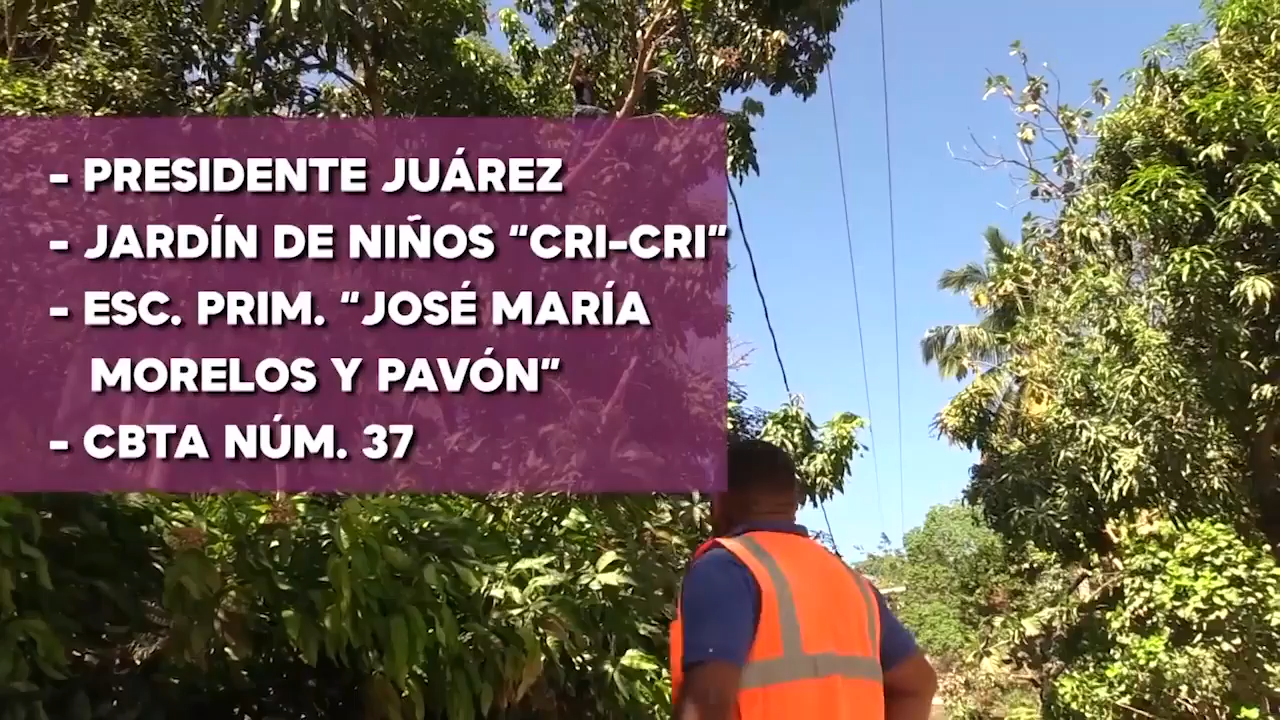 - PRESIDENTE JUÁREZ
- JARDÍN DE NIÑOS “CRI-CRI”
- ESC. PRIM. “JOSÉ MARÍA
MORELOS Y PAVÓN”
- CBTA NÚM. 37